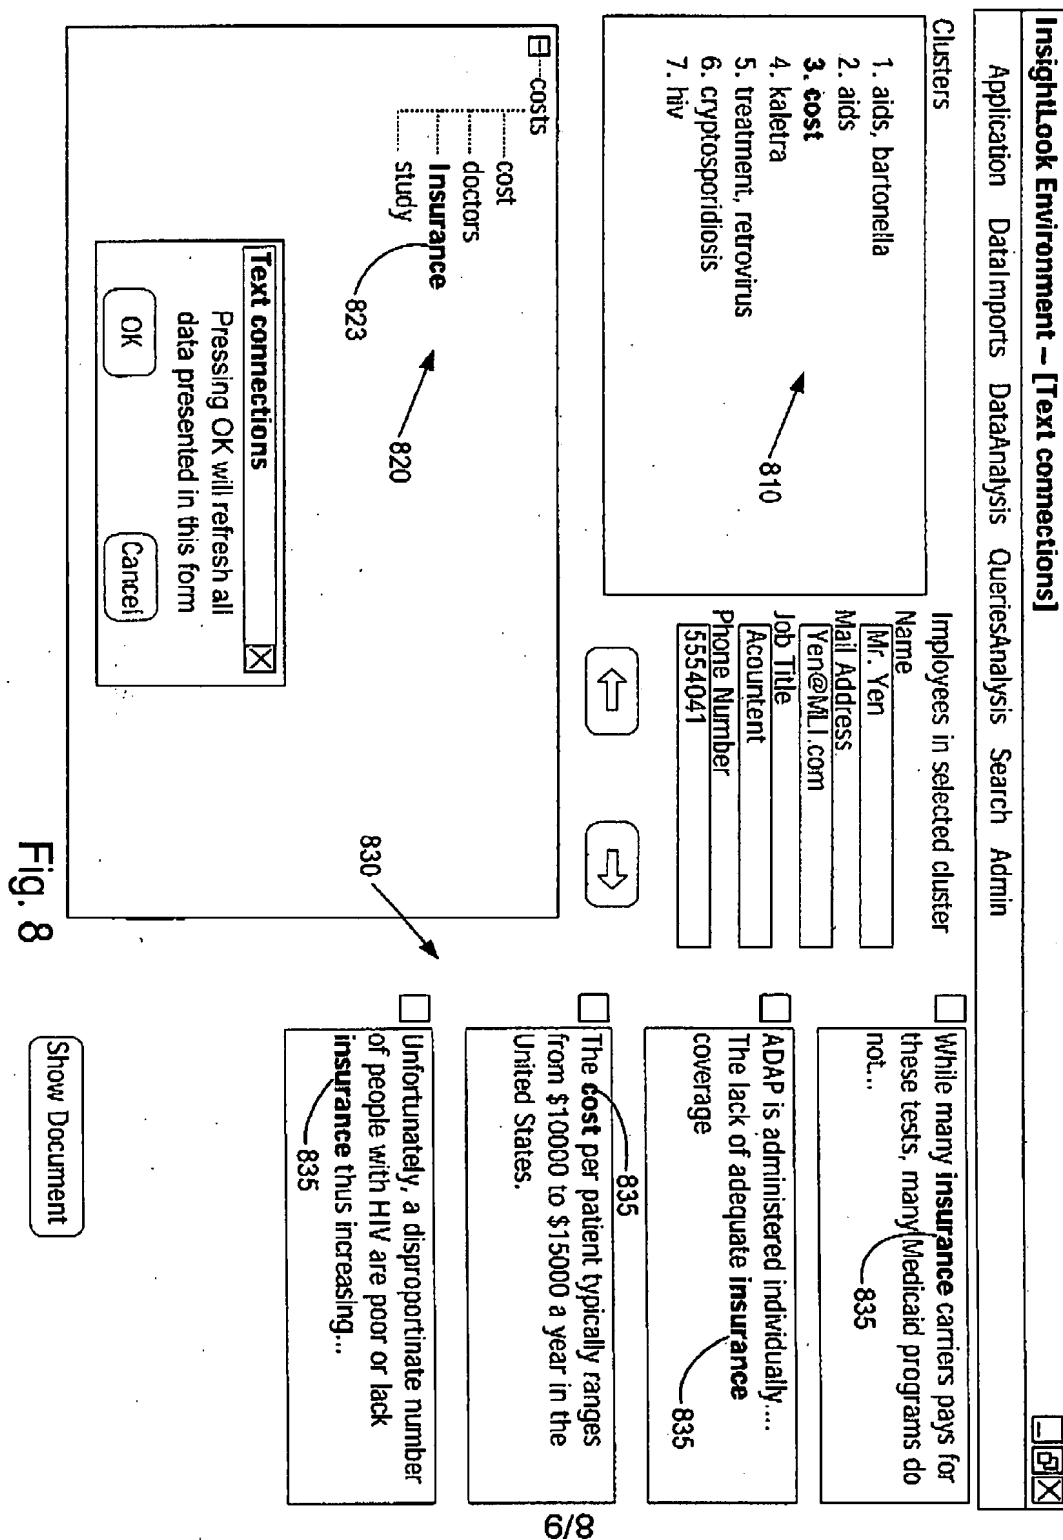 InsightLook Environment – [Text connections]
Application DataImports DataAnalysis QueriesAnalysis Search Admin
Clusters
1. aids, bartonella
2. aids
3. cost
4. kaletra
5. treatment, retrovirus
6. cryptosporidiosis
7. hiv
810
Imployees in selected cluster
Name
Mr. Yen
Mail Address
Yen@MLI.com
Job Title
Acountent
Phone Number
5554041
costs
cost
doctors
Insurance
study
823
820
Text connections
Pressing OK will refresh all
data presented in this form
OK
Cancel
830
While many insurance carriers pays for
these tests, many Medicaid programs do
not...
835
ADAP is administered individually....
The lack of adequate insurance
coverage
835
835
The cost per patient typically ranges
from $10000 to $15000 a year in the
United States.
Unfortunately, a disproportinate number
of people with HIV are poor or lack
insurance thus increasing...
835
Show Document
Fig. 8
8/9